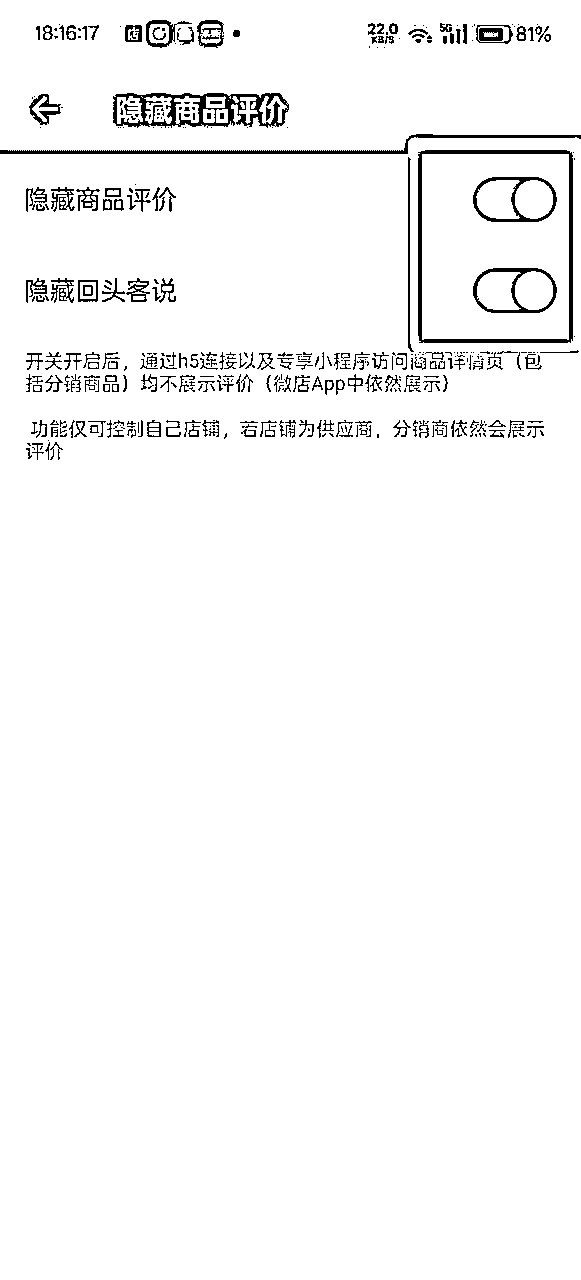 18:16:17 店 22.0 KB/S 5G 81%
隐藏商品评价
隐藏商品评价
隐藏回头客说
开关开启后，通过h5连接以及专享小程序访问商品详情页（包
括分销商品）均不展示评价（微店App中依然展示）
功能仅可控制自己店铺，若店铺为供应商，分销商依然会展示
评价